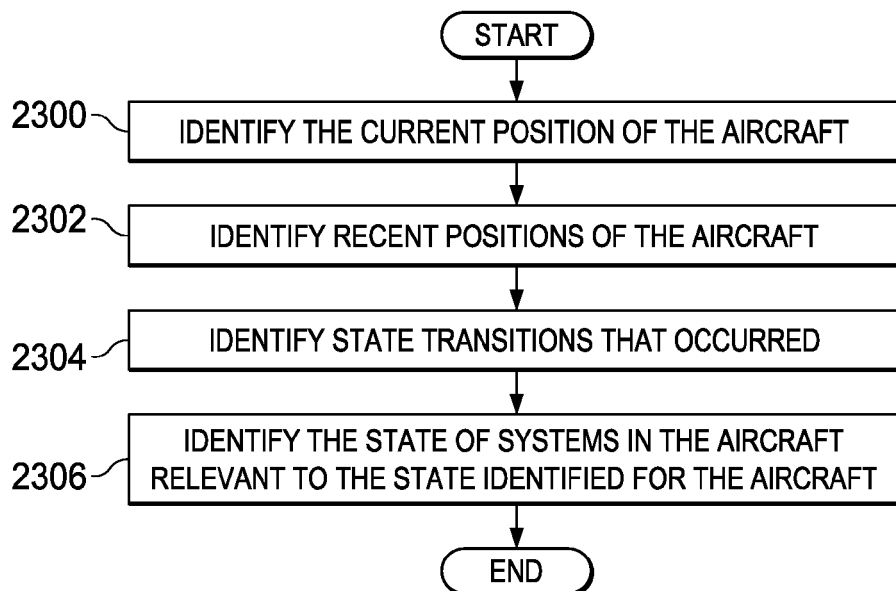 START
2300
IDENTIFY THE CURRENT POSITION OF THE AIRCRAFT
2302
IDENTIFY RECENT POSITIONS OF THE AIRCRAFT
2304
IDENTIFY STATE TRANSITIONS THAT OCCURRED
2306
IDENTIFY THE STATE OF SYSTEMS IN THE AIRCRAFT
RELEVANT TO THE STATE IDENTIFIED FOR THE AIRCRAFT
END